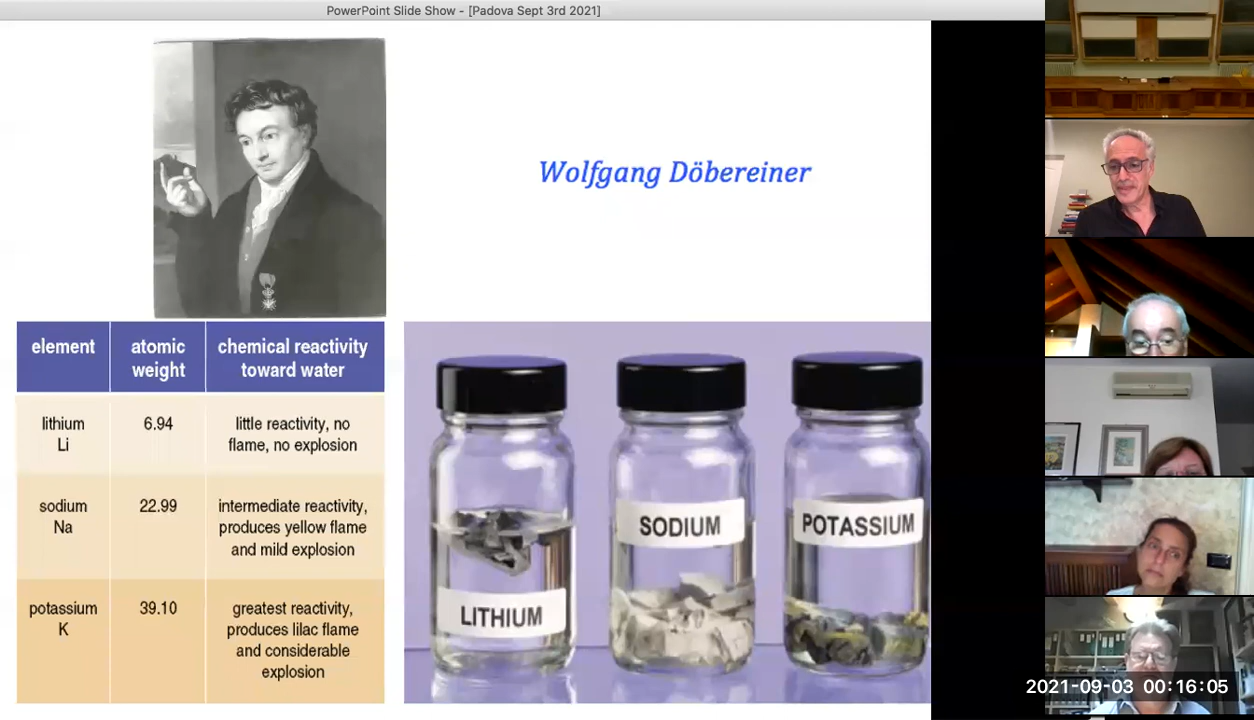 PowerPoint Slide Show - [Padova Sept 3rd 2021]
Wolfgang Döbereiner
element
atomic
weight
chemical reactivity
toward water
lithium
Li
6.94
little reactivity, no
flame, no explosion
sodium
Na
22.99
intermediate reactivity,
produces yellow flame
and mild explosion
potassium
K
39.10
greatest reactivity,
produces lilac flame
and considerable
explosion
LITHIUM
SODIUM
POTASSIUM
2021-09-03 00:16:05